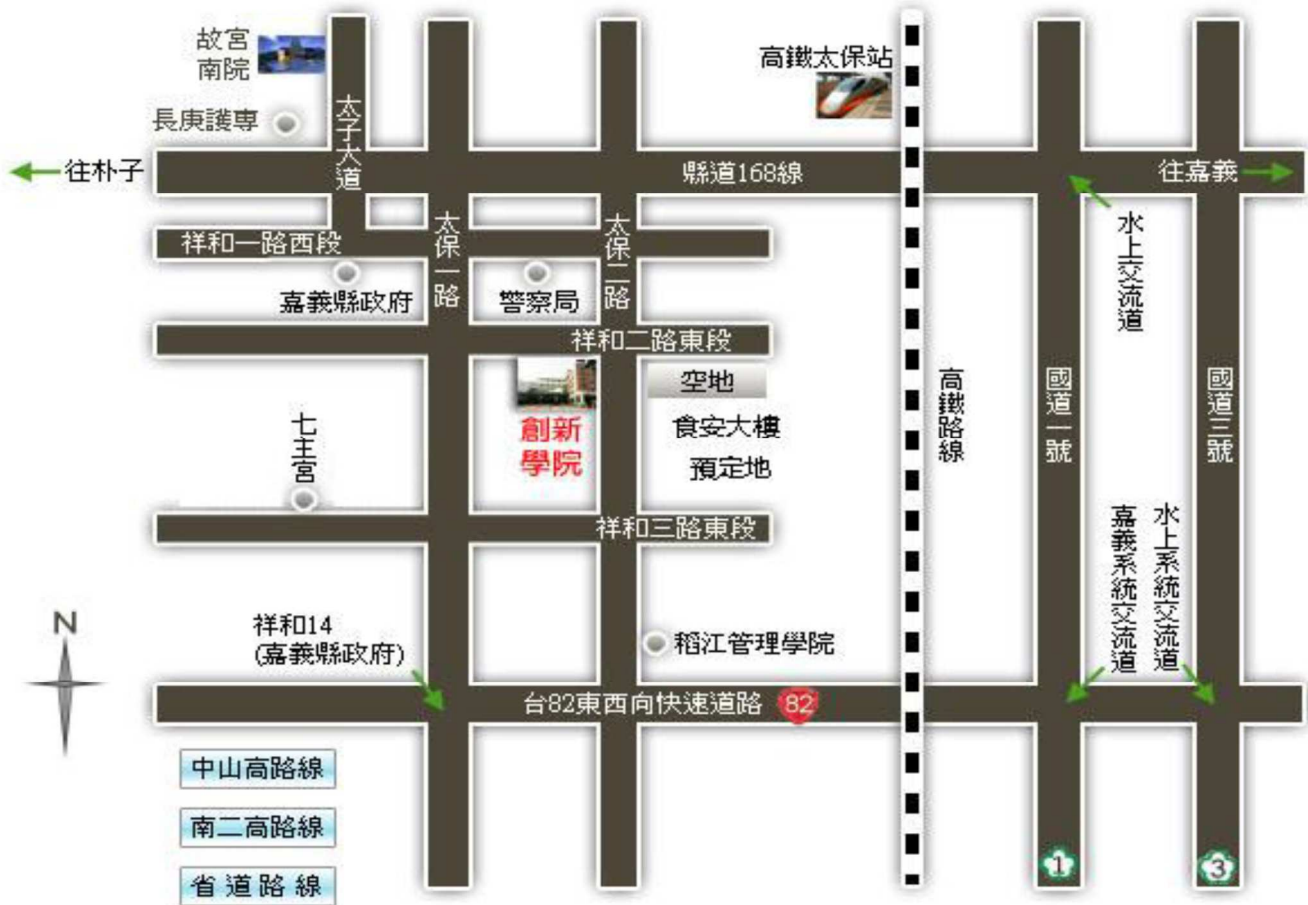 故宮
南院
高鐵太保站
長庚護專
太子大道
往朴子
縣道168線
往嘉義
水上交流道
祥和一路西段
太保一路
太保二路
嘉義縣政府
警察局
祥和二路東段
空地
高鐵路線
國道一號
國道三號
七主宮
創新
學院
食安大樓
預定地
祥和三路東段
嘉義系統交流道
水上系統交流道
N
祥和14
(嘉義縣政府)
稻江管理學院
台82東西向快速道路
82
中山高路線
南二高路線
省道路線
1
3